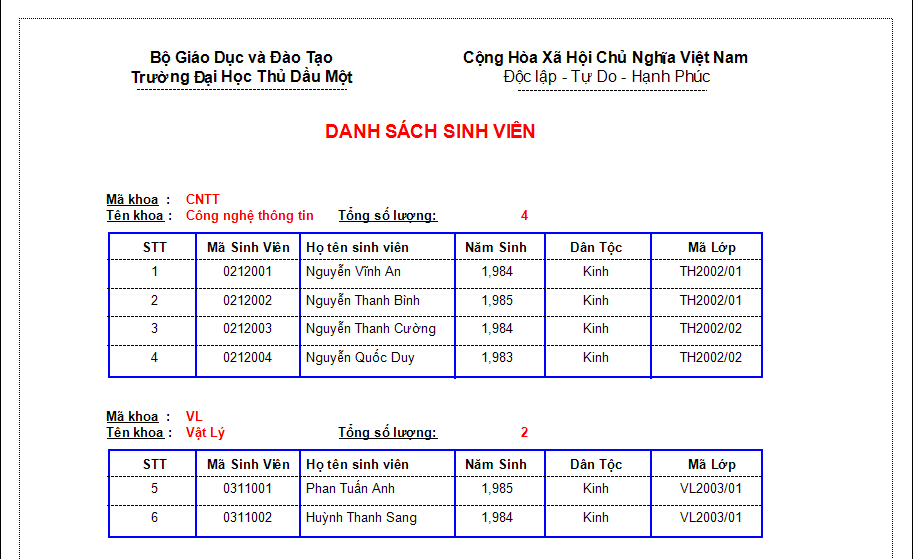 Bộ Giáo Dục và Đào Tạo
Trường Đại Học Thủ Dầu Một
Cộng Hòa Xã Hội Chủ Nghĩa Việt Nam
Độc lập - Tự Do - Hạnh Phúc
DANH SÁCH SINH VIÊN
Mã khoa : CNTT
Tên khoa : Công nghệ thông tin Tổng số lượng: 4
STT Mã Sinh Viên Họ tên sinh viên Năm Sinh Dân Tộc Mã Lớp
1 0212001 Nguyễn Vĩnh An 1,984 Kinh TH2002/01
2 0212002 Nguyễn Thanh Bình 1,985 Kinh TH2002/01
3 0212003 Nguyễn Thanh Cường 1,984 Kinh TH2002/02
4 0212004 Nguyễn Quốc Duy 1,983 Kinh TH2002/02
Mã khoa : VL
Tên khoa : Vật Lý Tổng số lượng: 2
STT Mã Sinh Viên Họ tên sinh viên Năm Sinh Dân Tộc Mã Lớp
5 0311001 Phan Tuấn Anh 1,985 Kinh VL2003/01
6 0311002 Huỳnh Thanh Sang 1,984 Kinh VL2003/01